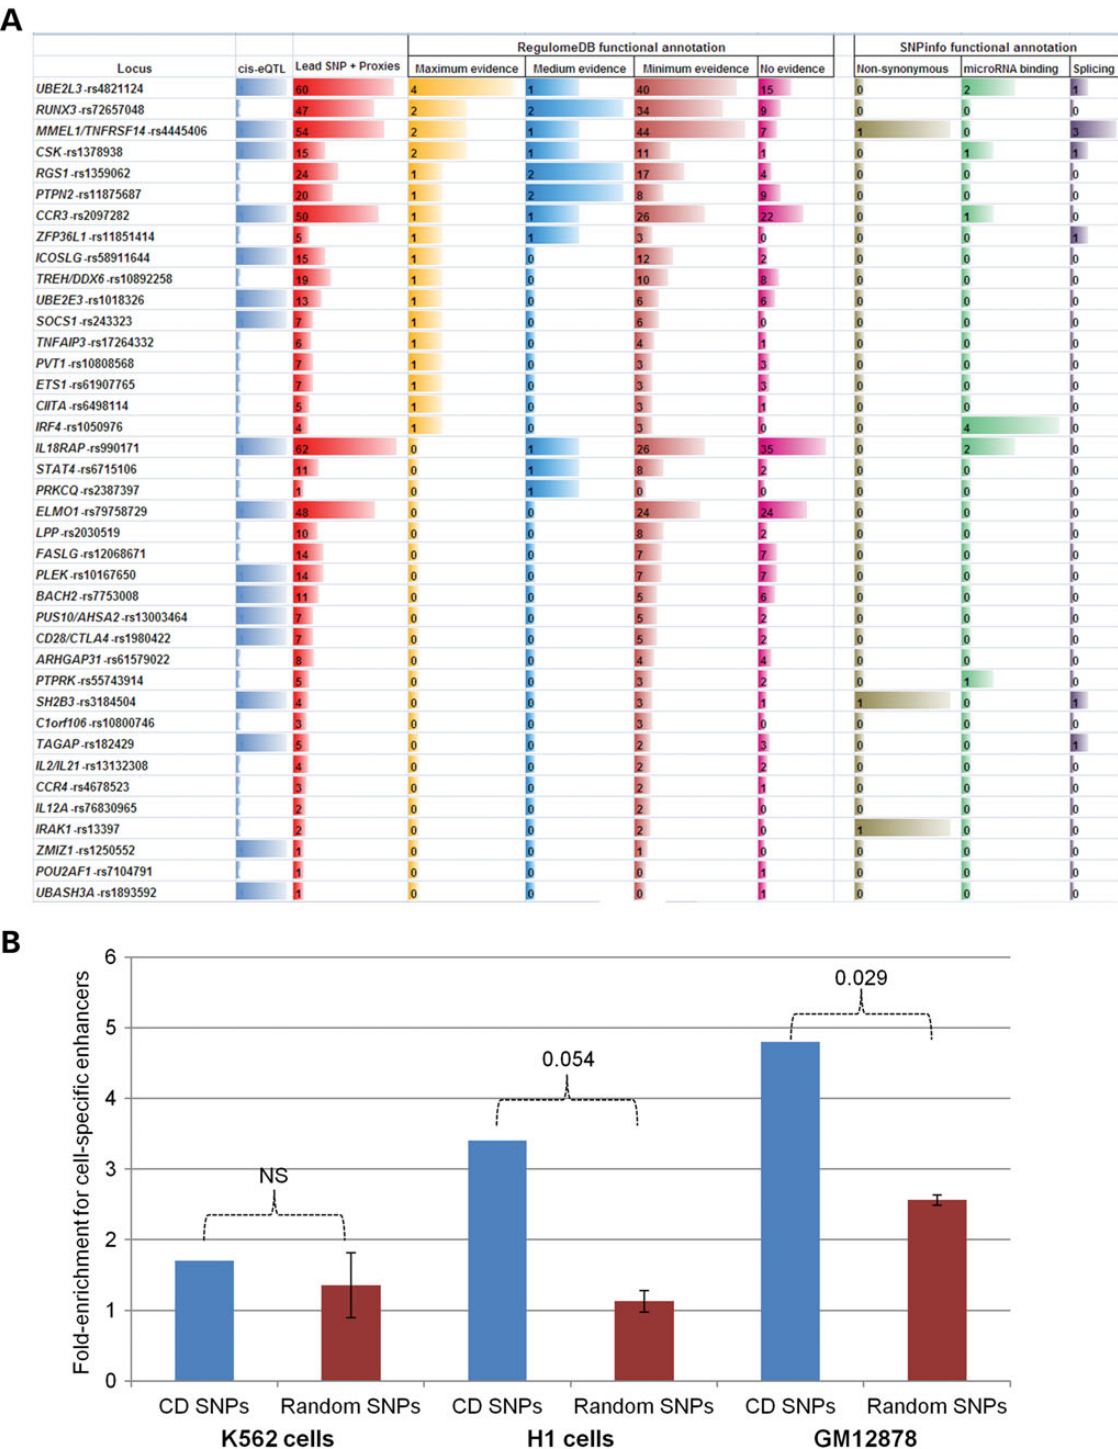 A
RegulomeDB functional annotation SNPinfo functional annotation
Locus cis-eQTL Lead SNP + Proxies Maximum evidence Medium evidence Minimum eveidence No evidence Non-synonymous microRNA binding Splicing
UBE2L3-rs4821124 60 4 1 40 15 0 2 1
RUNX3-rs72657048 47 2 2 34 9 0 0 0
MMEL1/TNFRSF14-rs4445406 54 2 1 44 7 1 0 3
CSK-rs1378938 15 2 1 11 1 0 1 1
RGS1-rs1359062 24 1 2 17 4 0 0 0
PTPN2-rs11875687 20 1 2 8 9 0 0 0
CCR3-rs2097282 50 1 1 26 22 0 1 0
ZFP36L1-rs11851414 5 1 1 3 0 0 0 1
ICOSLG-rs58911644 15 1 0 12 2 0 0 0
TREH/DDX6-rs10892258 19 1 0 10 8 0 0 0
UBE2E3-rs1018326 13 1 0 6 6 0 0 0
SOCS1-rs243323 7 1 0 6 0 0 0 0
TNFAIP3-rs17264332 6 1 0 4 1 0 0 0
PVT1-rs10808568 7 1 0 3 3 0 0 0
ETS1-rs61907765 7 1 0 3 3 0 0 0
CIITA-rs6498114 5 1 0 3 1 0 0 0
IRF4-rs1050976 4 1 0 3 0 0 4 0
IL18RAP-rs990171 62 0 1 26 35 0 2 0
STAT4-rs6715106 11 0 1 8 2 0 0 0
PRKCQ-rs2387397 1 0 1 0 0 0 0 0
ELMO1-rs79758729 48 0 0 24 24 0 0 0
LPP-rs2030519 10 0 0 8 2 0 0 0
FASLG-rs12068671 14 0 0 7 7 0 0 0
PLEK-rs10167650 14 0 0 7 7 0 0 0
BACH2-rs7753008 11 0 0 5 6 0 0 0
PUS10/AHSA2-rs13003464 7 0 0 5 2 0 0 0
CD28/CTLA4-rs1980422 7 0 0 5 2 0 0 0
ARHGAP31-rs61579022 8 0 0 4 4 0 0 0
PTPRK-rs55743914 5 0 0 3 2 0 1 0
SH2B3-rs3184504 4 0 0 3 1 1 0 1
C1orf106-rs10800746 3 0 0 3 0 0 0 0
TAGAP-rs182429 5 0 0 2 3 0 0 1
IL2/IL21-rs13132308 4 0 0 2 2 0 0 0
CCR4-rs4678523 3 0 0 2 1 0 0 0
IL12A-rs76830965 2 0 0 2 0 0 0 0
IRAK1-rs13397 2 0 0 2 0 1 0 0
ZMIZ1-rs1250552 1 0 0 1 0 0 0 0
POU2AF1-rs7104791 1 0 0 0 1 0 0 0
UBASH3A-rs1893592 1 0 0 0 1 0 0 0
B
Fold-enrichment for cell-specific enhancers
6
5
4
3
2
1
0
NS
0.054
0.029
CD SNPs Random SNPs CD SNPs Random SNPs CD SNPs Random SNPs
K562 cells H1 cells GM12878